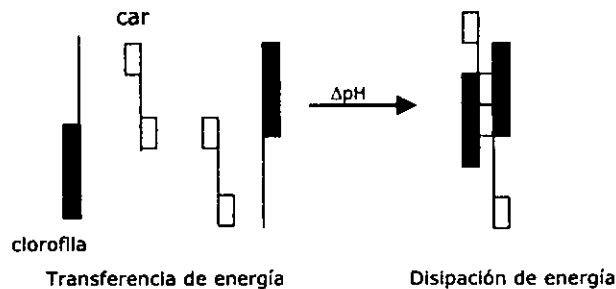 car
ΔpH
clorofila
Transferencia de energía
Disipación de energía